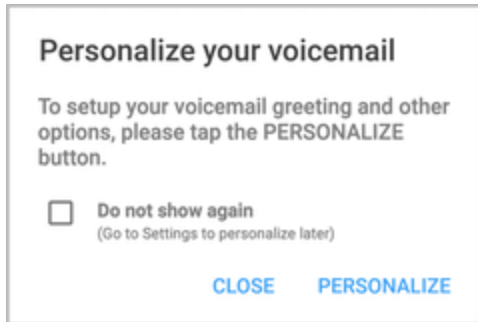 Personalize your voicemail
To setup your voicemail greeting and other
options, please tap the PERSONALIZE
button.
Do not show again
(Go to Settings to personalize later)
CLOSE PERSONALIZE